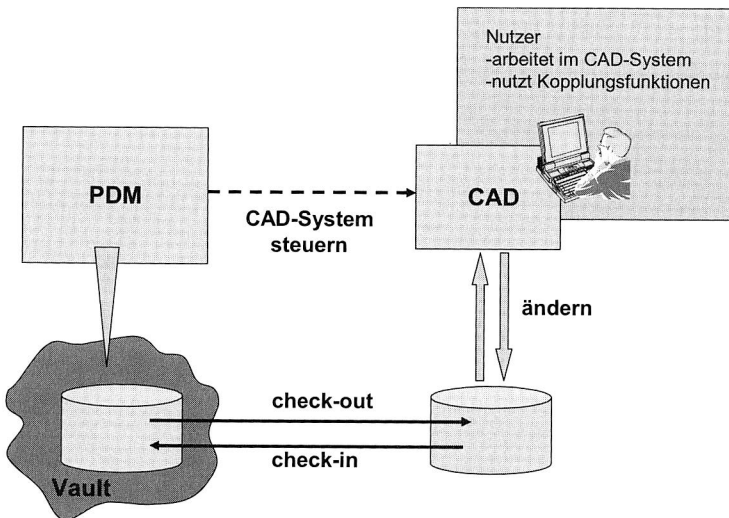 Nutzer
-arbeitet im CAD-System
-nutzt Kopplungsfunktionen
PDM
CAD
CAD-System
steuern
ändern
check-out
check-in
Vault